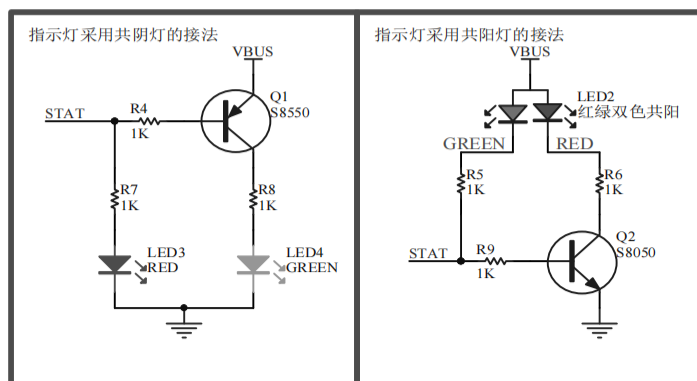 指示灯采用共阴灯的接法
VBUS
Q1
S8550
STAT
R4
1K
R7
1K
R8
1K
LED3
RED
LED4
GREEN
指示灯采用共阳灯的接法
VBUS
LED2
红绿双色共阳
GREEN
RED
R5
1K
R6
1K
STAT
R9
1K
Q2
S8050